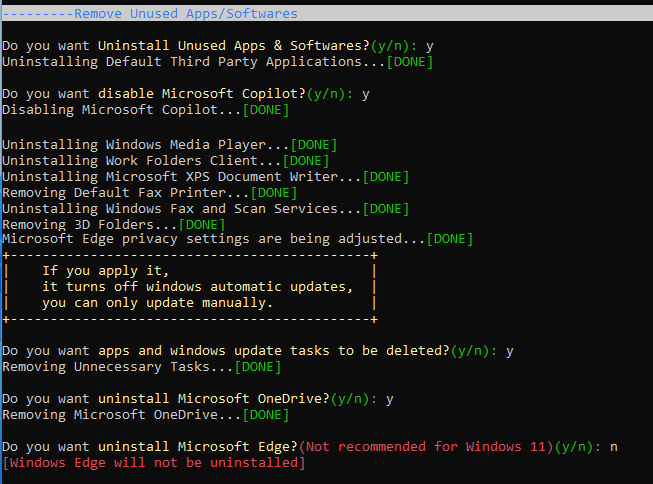 ---------Remove Unused Apps/Softwares
Do you want Uninstall Unused Apps & Softwares?(y/n): y
Uninstalling Default Third Party Applications...[DONE]
Do you want disable Microsoft Copilot?(y/n): y
Disabling Microsoft Copilot...[DONE]
Uninstalling Windows Media Player...[DONE]
Uninstalling Work Folders Client...[DONE]
Uninstalling Microsoft XPS Document Writer...[DONE]
Removing Default Fax Printer...[DONE]
Uninstalling Windows Fax and Scan Services...[DONE]
Removing 3D Folders...[DONE]
Microsoft Edge privacy settings are being adjusted...[DONE]
+---------------------------------------------+
|    If you apply it,                         |
|    it turns off windows automatic updates,  |
|    you can only update manually.            |
+---------------------------------------------+
Do you want apps and windows update tasks to be deleted?(y/n): y
Removing Unnecessary Tasks...[DONE]
Do you want uninstall Microsoft OneDrive?(y/n): y
Removing Microsoft OneDrive...[DONE]
Do you want uninstall Microsoft Edge?(Not recommended for Windows 11)(y/n): n
[Windows Edge will not be uninstalled]